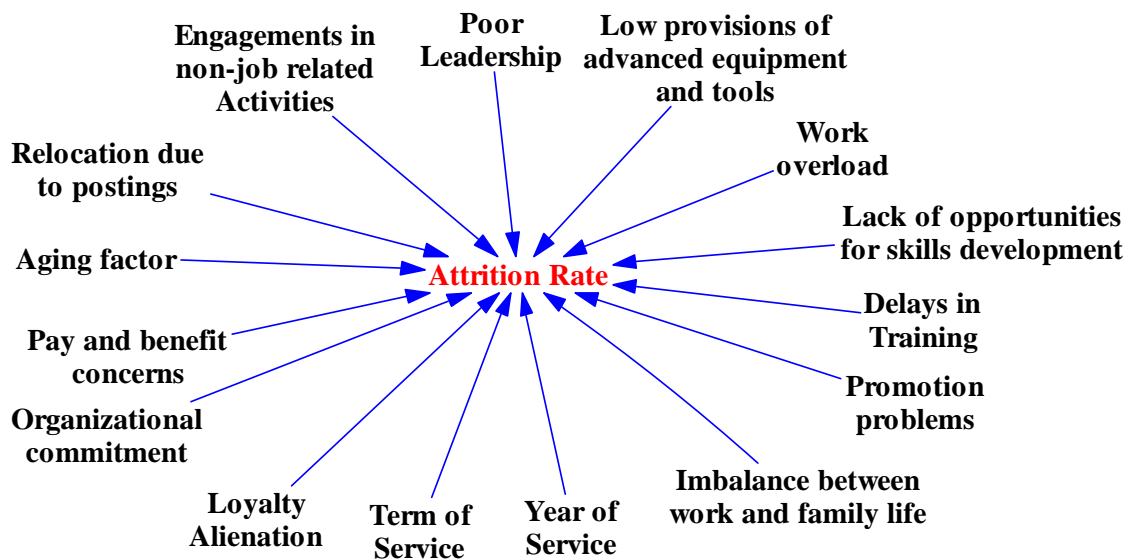 Engagements in
non-job related
Activities
Poor
Leadership
Low provisions of
advanced equipment
and tools
Work
overload
Relocation due
to postings
Lack of opportunities
for skills development
Aging factor
Attrition Rate
Delays in
Training
Pay and benefit
concerns
Promotion
problems
Organizational
commitment
Loyalty
Alienation
Term of
Service
Year of
Service
Imbalance between
work and family life